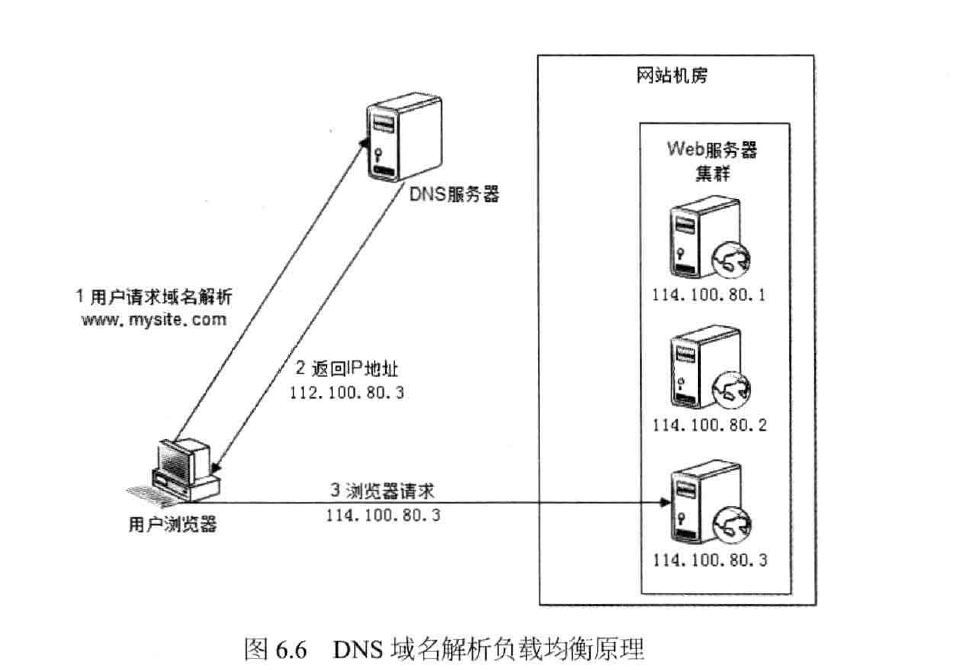 网站机房
Web服务器
集群
DNS服务器
114.100.80.1
1 用户请求域名解析
www.mysite.com
2 返回IP地址
112.100.80.3
114.100.80.2
3 浏览器请求
114.100.80.3
用户浏览器
114.100.80.3
图 6.6 DNS 域名解析负载均衡原理